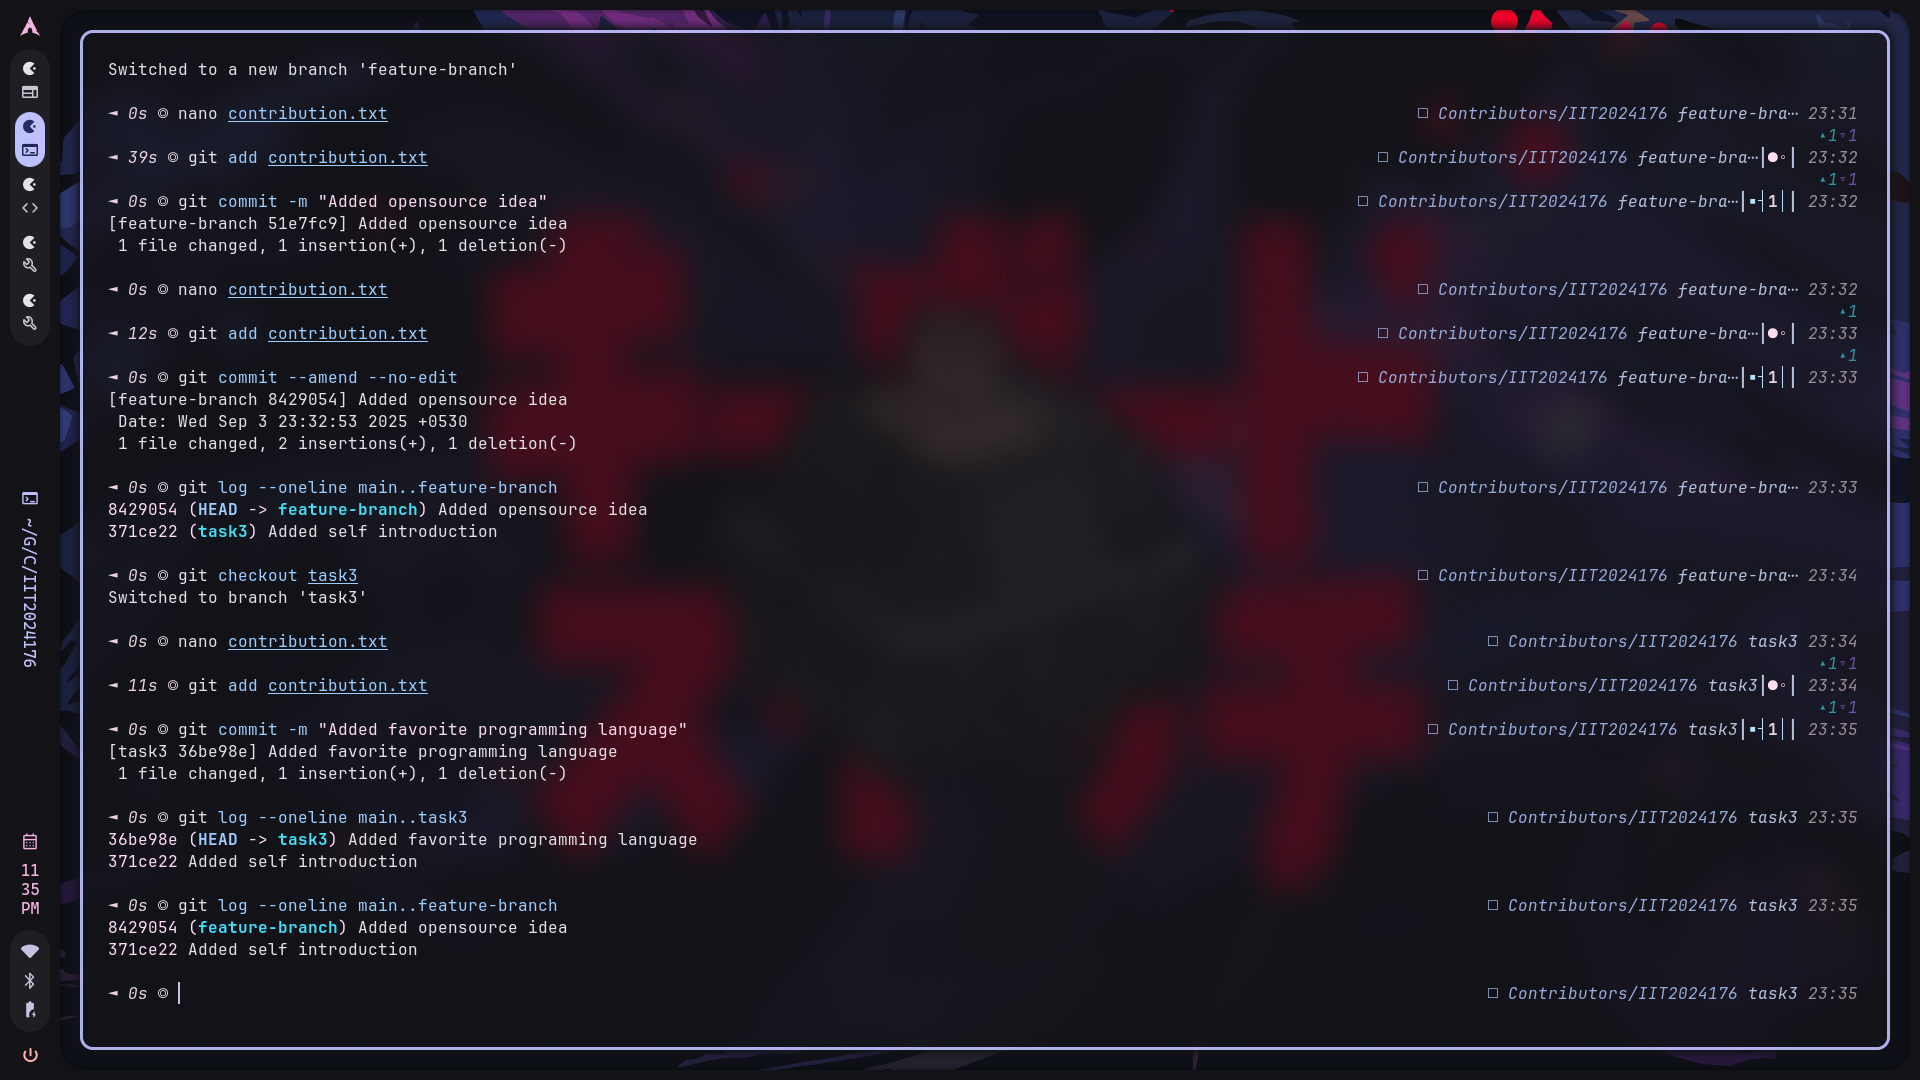 Switched to a new branch 'feature-branch'
◄ 0s ◎ nano contribution.txt □ Contributors/IIT2024176 feature-bra… 23:31
▴1▿1
◄ 39s ◎ git add contribution.txt □ Contributors/IIT2024176 feature-bra…│●◦│ 23:32
▴1▿1
◄ 0s ◎ git commit -m "Added opensource idea" □ Contributors/IIT2024176 feature-bra…│▪┤1││ 23:32
[feature-branch 51e7fc9] Added opensource idea
1 file changed, 1 insertion(+), 1 deletion(-)
◄ 0s ◎ nano contribution.txt □ Contributors/IIT2024176 feature-bra… 23:32
▴1
◄ 12s ◎ git add contribution.txt □ Contributors/IIT2024176 feature-bra…│●◦│ 23:33
▴1
◄ 0s ◎ git commit --amend --no-edit □ Contributors/IIT2024176 feature-bra…│▪┤1││ 23:33
[feature-branch 8429054] Added opensource idea
Date: Wed Sep 3 23:32:53 2025 +0530
1 file changed, 2 insertions(+), 1 deletion(-)
◄ 0s ◎ git log --oneline main..feature-branch □ Contributors/IIT2024176 feature-bra… 23:33
8429054 (HEAD -> feature-branch) Added opensource idea
371ce22 (task3) Added self introduction
◄ 0s ◎ git checkout task3 □ Contributors/IIT2024176 feature-bra… 23:34
Switched to branch 'task3'
◄ 0s ◎ nano contribution.txt □ Contributors/IIT2024176 task3 23:34
▴1▿1
◄ 11s ◎ git add contribution.txt □ Contributors/IIT2024176 task3│●◦│ 23:34
▴1▿1
◄ 0s ◎ git commit -m "Added favorite programming language" □ Contributors/IIT2024176 task3│▪┤1││ 23:35
[task3 36be98e] Added favorite programming language
1 file changed, 1 insertion(+), 1 deletion(-)
◄ 0s ◎ git log --oneline main..task3 □ Contributors/IIT2024176 task3 23:35
36be98e (HEAD -> task3) Added favorite programming language
371ce22 Added self introduction
◄ 0s ◎ git log --oneline main..feature-branch □ Contributors/IIT2024176 task3 23:35
8429054 (feature-branch) Added opensource idea
371ce22 Added self introduction
◄ 0s ◎ □ Contributors/IIT2024176 task3 23:35
~/G/C/IIT2024176
11
35
PM